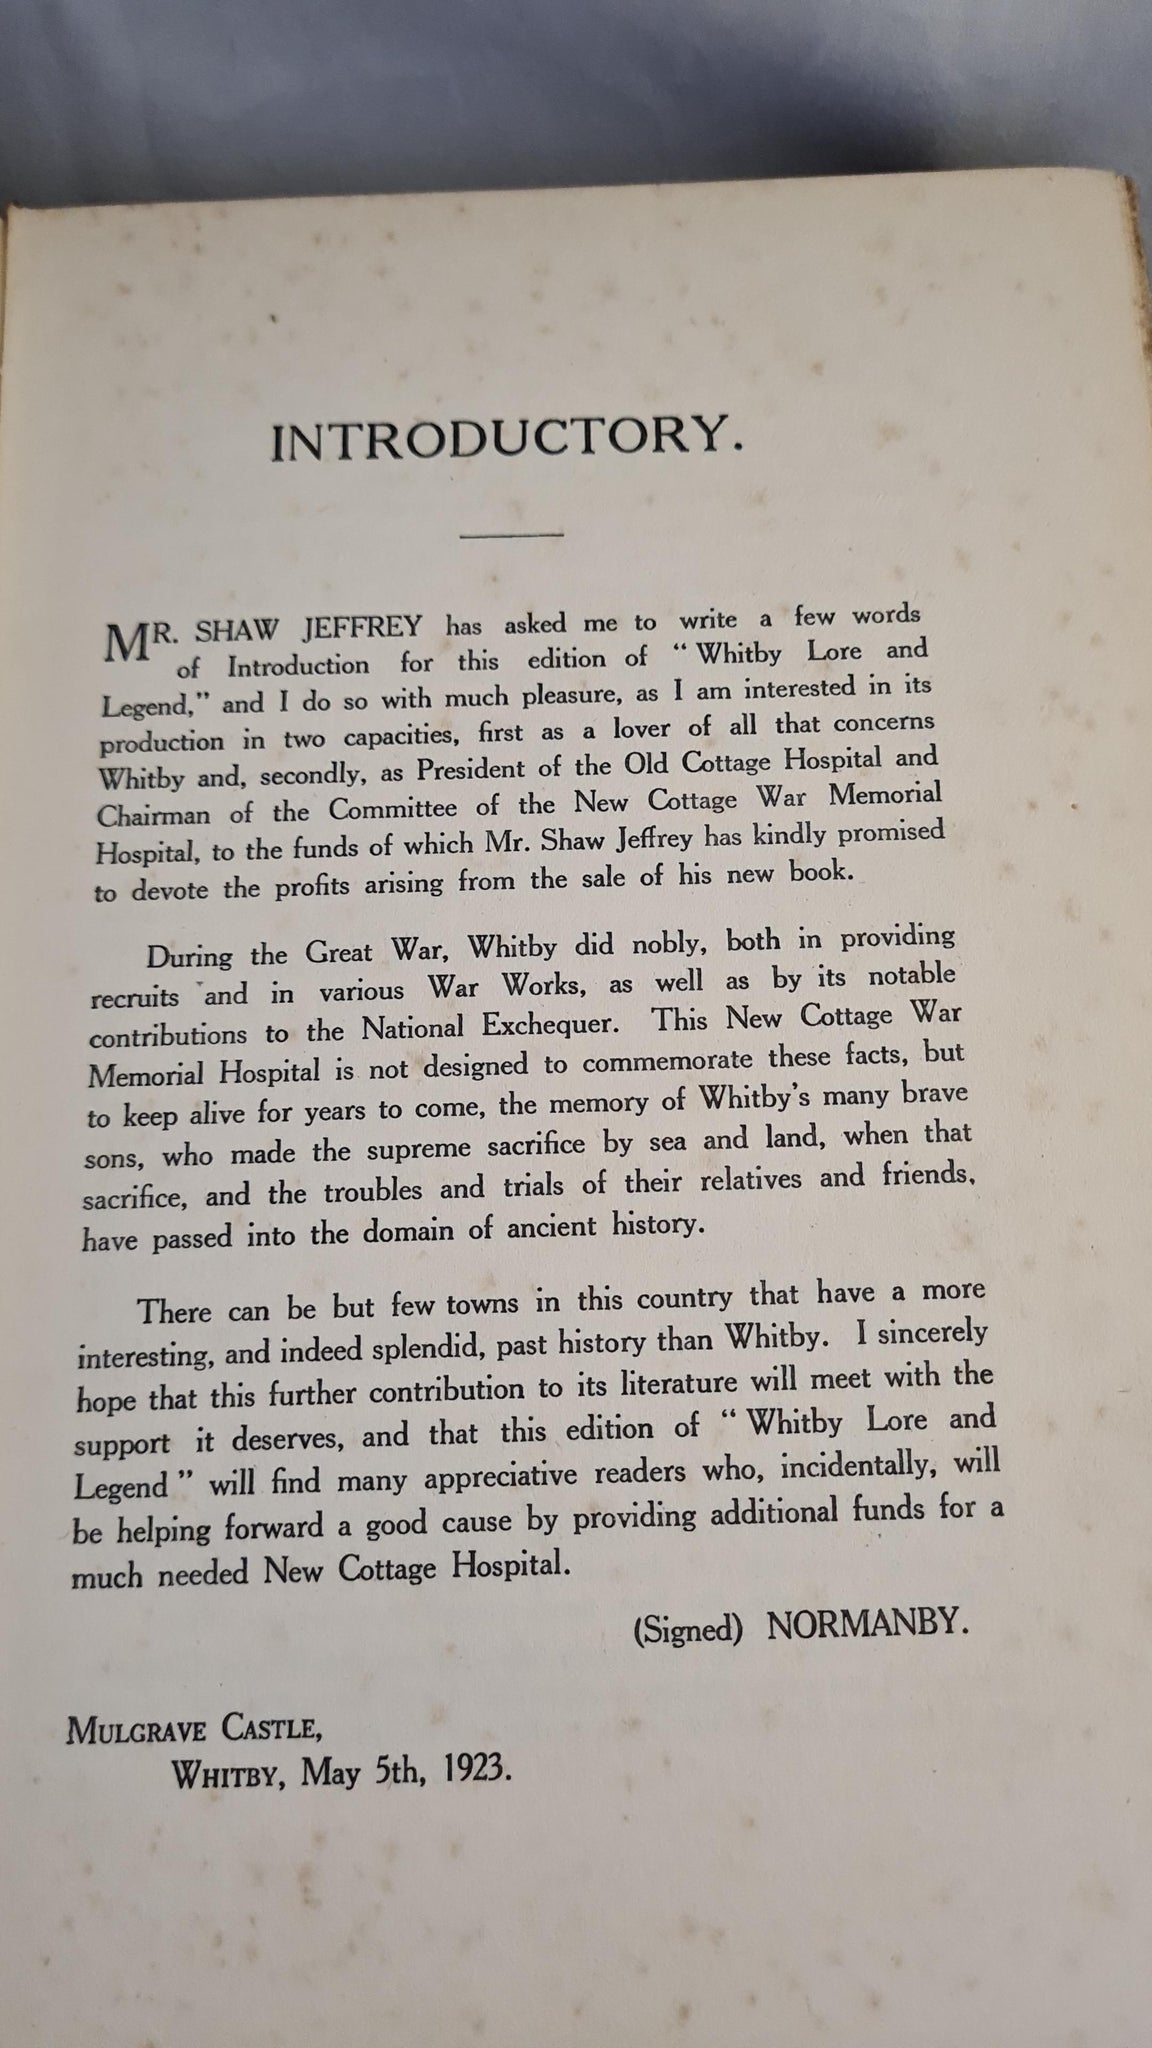 INTRODUCTORY.
MR. SHAW JEFFREY has asked me to write a few words
of Introduction for this edition of “Whitby Lore and
Legend,” and I do so with much pleasure, as I am interested in its
production in two capacities, first as a lover of all that concerns
Whitby and, secondly, as President of the Old Cottage Hospital and
Chairman of the Committee of the New Cottage War Memorial
Hospital, to the funds of which Mr. Shaw Jeffrey has kindly promised
to devote the profits arising from the sale of his new book.
During the Great War, Whitby did nobly, both in providing
recruits and in various War Works, as well as by its notable
contributions to the National Exchequer. This New Cottage War
Memorial Hospital is not designed to commemorate these facts, but
to keep alive for years to come, the memory of Whitby's many brave
sons, who made the supreme sacrifice by sea and land, when that
sacrifice, and the troubles and trials of their relatives and friends,
have passed into the domain of ancient history.
There can be but few towns in this country that have a more
interesting, and indeed splendid, past history than Whitby. I sincerely
hope that this further contribution to its literature will meet with the
support it deserves, and that this edition of “Whitby Lore and
Legend” will find many appreciative readers who, incidentally, will
be helping forward a good cause by providing additional funds for a
much needed New Cottage Hospital.
(Signed) NORMANBY.
MULGRAVE CASTLE,
WHITBY, May 5th, 1923.